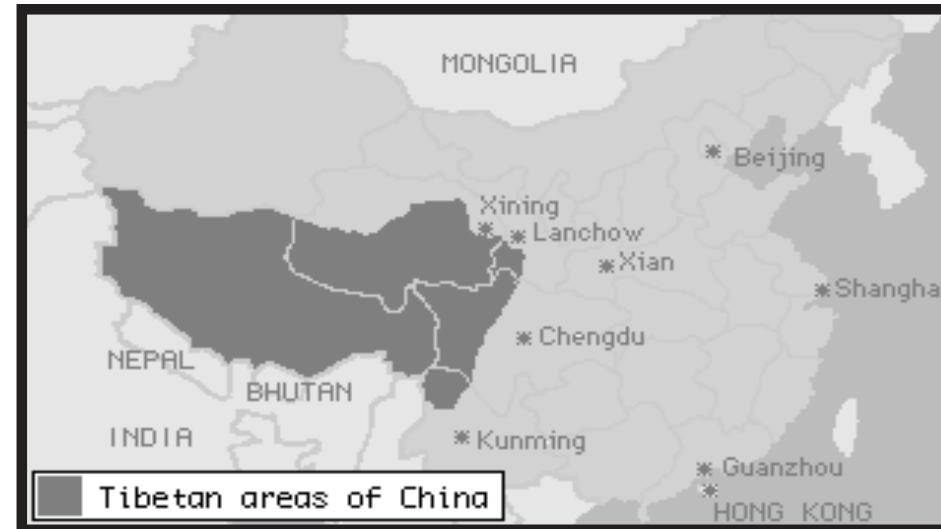 MONGOLIA
Beijing
Xining
Lanchow
Xian
Shangha
Chengdu
NEPAL
BHUTAN
INDIA
Kunming
Guanzhou
HONG KONG
Tibetan areas of China